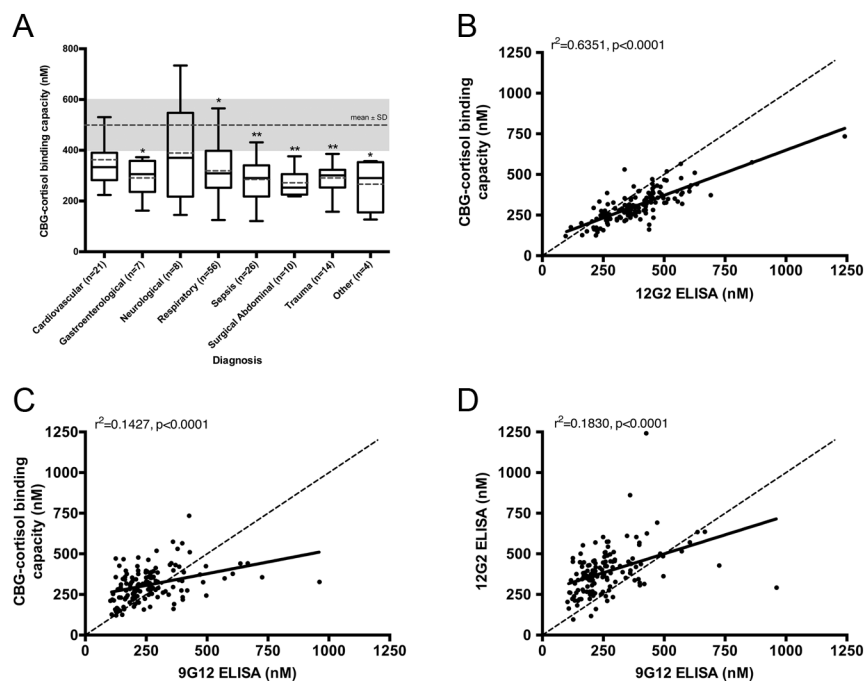 A
CBG-cortisol binding capacity (nM)
800
600
400
200
0
mean ± SD
*
*
**
**
**
*
Cardiovascular (n=21)
Gastroenterological (n=7)
Neurological (n=8)
Respiratory (n=56)
Sepsis (n=26)
Surgical Abdominal (n=10)
Trauma (n=14)
Other (n=4)
Diagnosis
B
r²=0.6351, p<0.0001
CBG-cortisol binding
capacity (nM)
1250
1000
750
500
250
0
0 250 500 750 1000 1250
12G2 ELISA (nM)
C
r²=0.1427, p<0.0001
CBG-cortisol binding
capacity (nM)
1250
1000
750
500
250
0
0 250 500 750 1000 1250
9G12 ELISA (nM)
D
r²=0.1830, p<0.0001
12G2 ELISA (nM)
1250
1000
750
500
250
0
0 250 500 750 1000 1250
9G12 ELISA (nM)